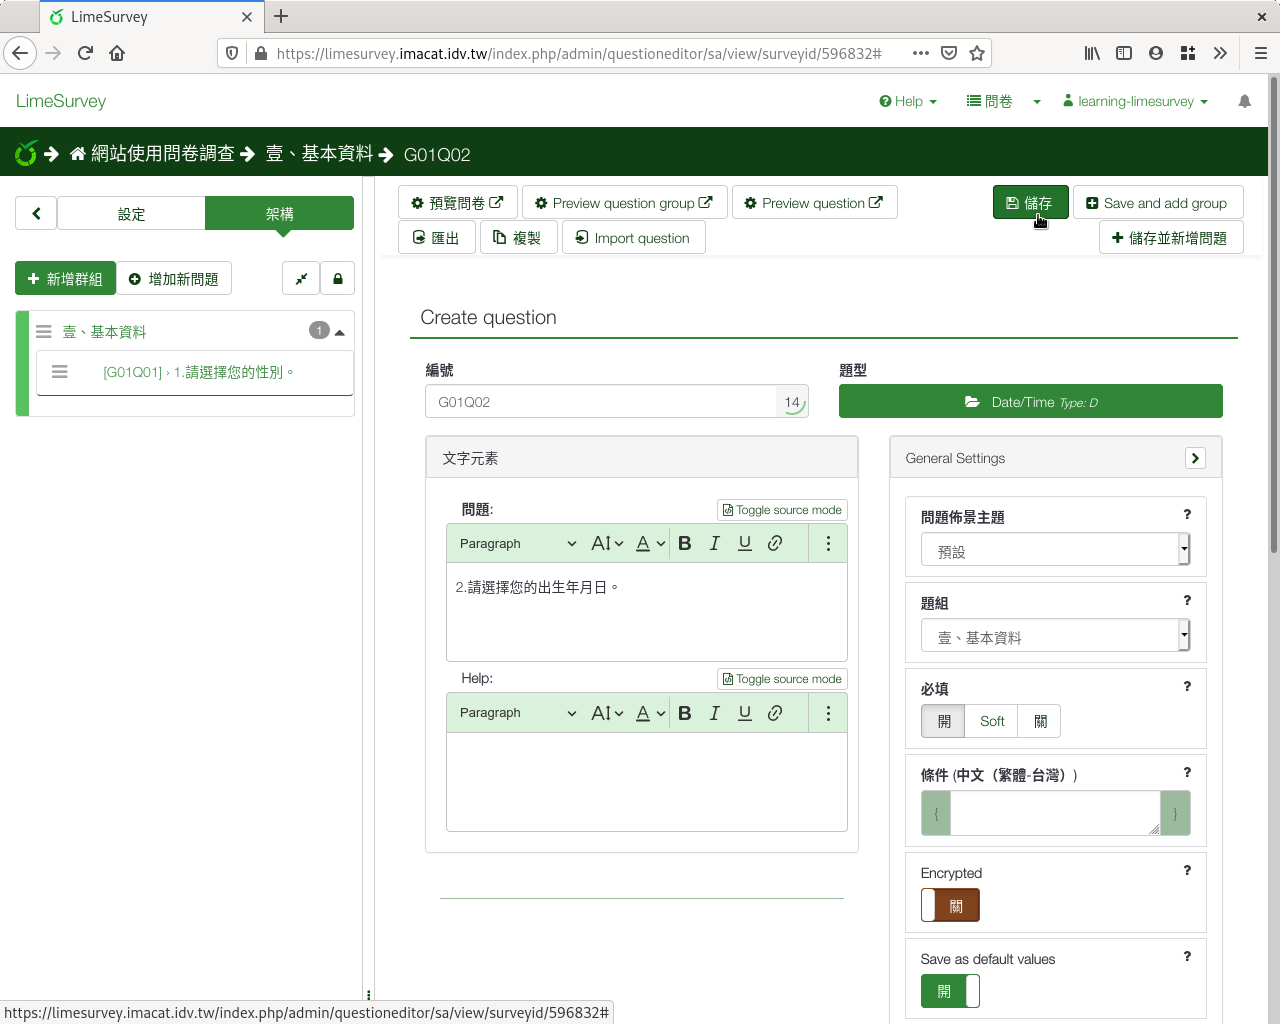 LimeSurvey
https://limesurvey.imacat.idv.tw/index.php/admin/questioneditor/sa/view/surveyid/596832#
LimeSurvey
Help
問卷
learning-limesurvey
網站使用問卷調查
壹、基本資料
G01Q02
設定
架構
預覽問卷
Preview question group
Preview question
儲存
Save and add group
匯出
複製
Import question
儲存並新增問題
新增群組
增加新問題
壹、基本資料
1
[G01Q01] › 1.請選擇您的性別。
Create question
編號
題型
G01Q02
14
Date/Time Type: D
文字元素
General Settings
問題:
Toggle source mode
Paragraph
A
A
B
I
U
2.請選擇您的出生年月日。
Help:
Toggle source mode
Paragraph
A
A
B
I
U
問題佈景主題
?
預設
題組
?
壹、基本資料
必填
?
開
Soft
關
條件 (中文（繁體-台灣）)
?
{
}
Encrypted
?
關
Save as default values
?
開
https://limesurvey.imacat.idv.tw/index.php/admin/questioneditor/sa/view/surveyid/596832#